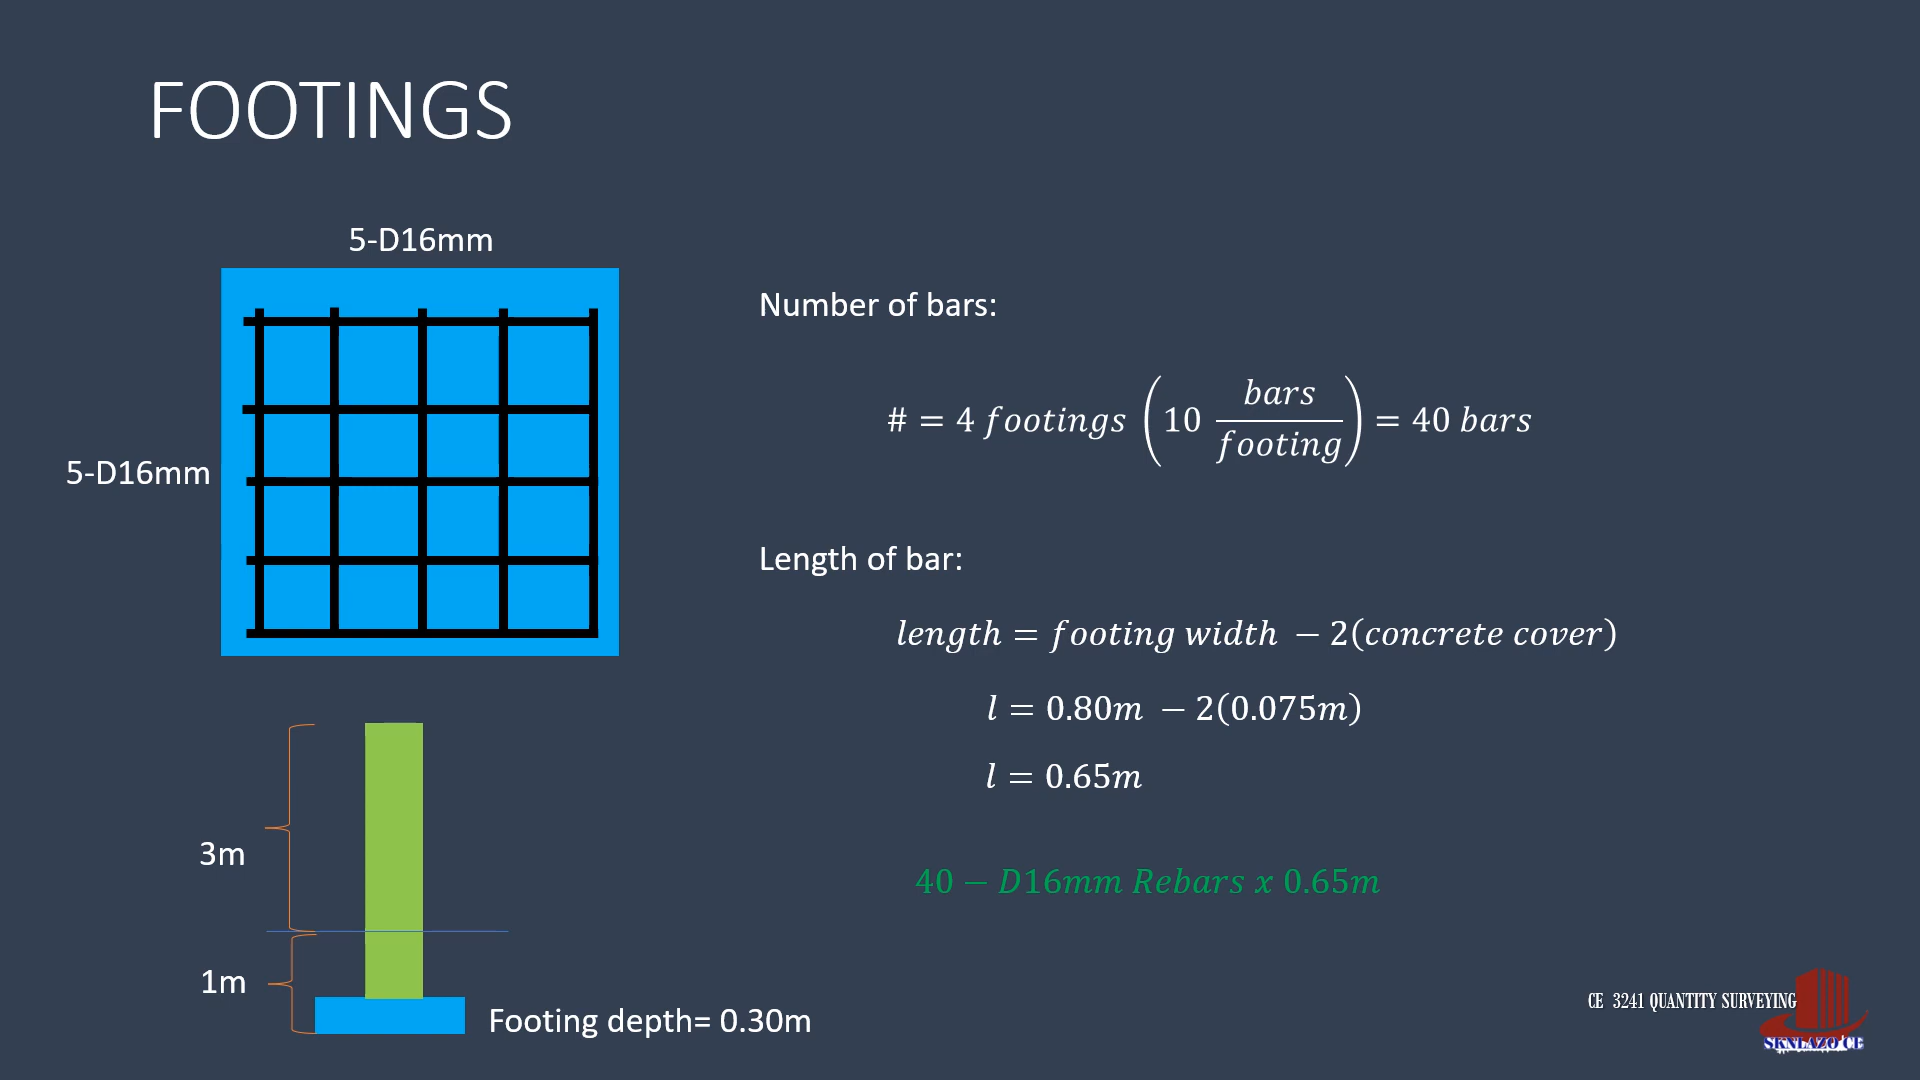 FOOTINGS
5-D16mm
5-D16mm
Number of bars:
# = 4 footings (10 bars/footing) = 40 bars
Length of bar:
length = footing width − 2(concrete cover)
l = 0.80m − 2(0.075m)
l = 0.65m
40 − D16mm Rebars x 0.65m
3m
1m
Footing depth= 0.30m
CE 3241 QUANTITY SURVEYING